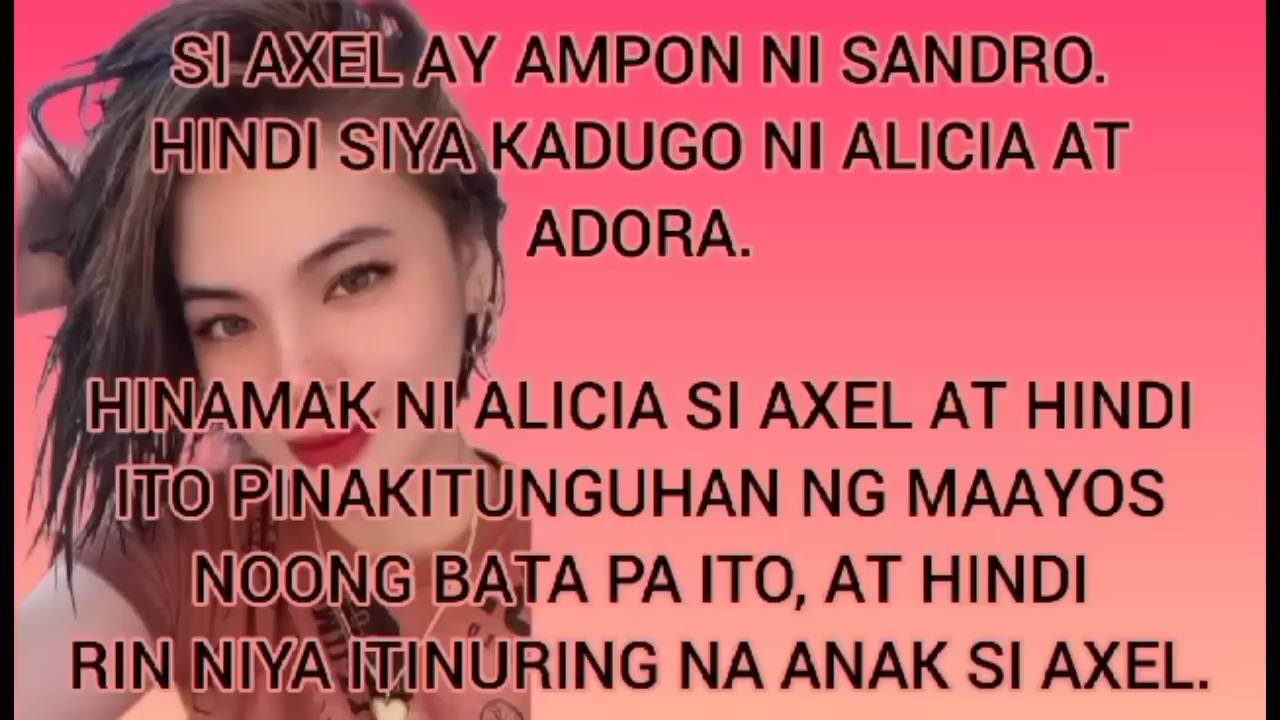 SI AXEL AY AMPON NI SANDRO.
HINDI SIYA KADUGO NI ALICIA AT
ADORA.
HINAMAK NI ALICIA SI AXEL AT HINDI
ITO PINAKITUNGUHAN NG MAAYOS
NOONG BATA PA ITO, AT HINDI
RIN NIYA ITINURING NA ANAK SI AXEL.